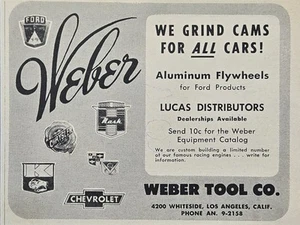 FORD
Weber
Nash
CHEVROLET
WE GRIND CAMS
FOR ALL CARS!
Aluminum Flywheels
for Ford Products
LUCAS DISTRIBUTORS
Dealerships Available
Send 10c for the Weber
Equipment Catalog
We are custom building a limited number
of our famous racing engines . . . write for
information.
WEBER TOOL CO.
4200 WHITESIDE, LOS ANGELES, CALIF.
PHONE AN. 9-2158